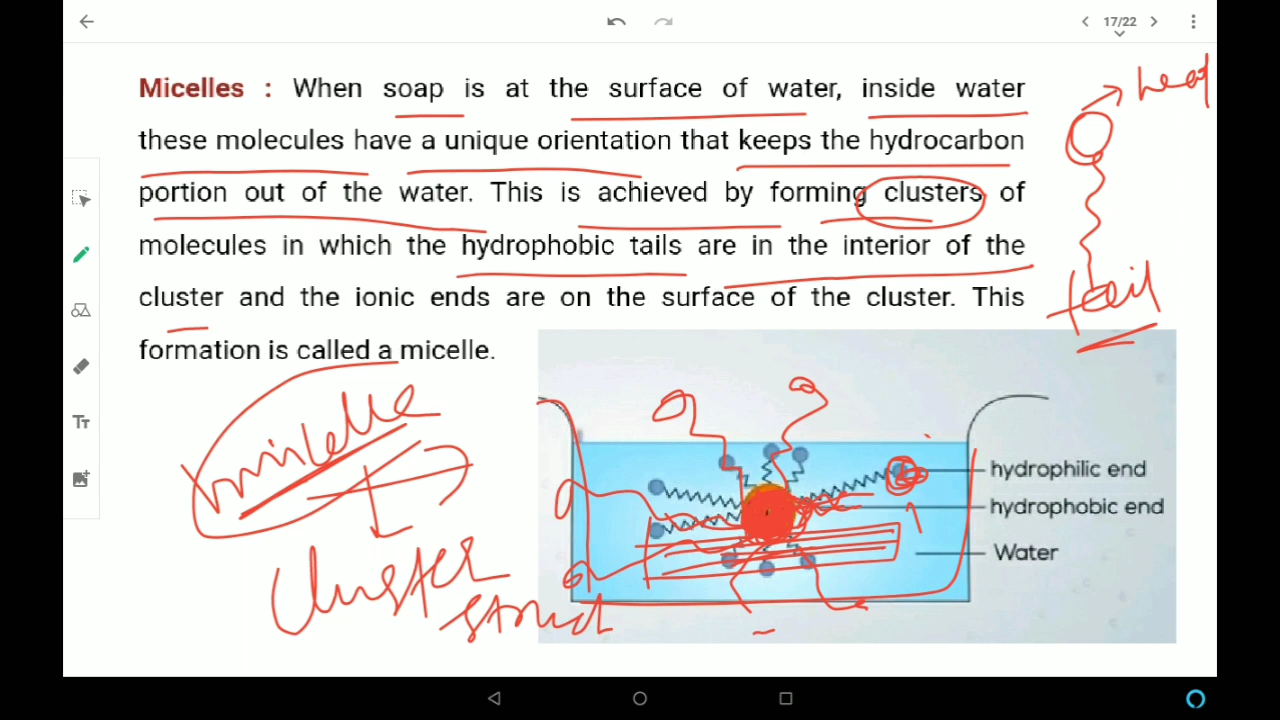 17/22
Micelles : When soap is at the surface of water, inside water
these molecules have a unique orientation that keeps the hydrocarbon
portion out of the water. This is achieved by forming clusters of
molecules in which the hydrophobic tails are in the interior of the
cluster and the ionic ends are on the surface of the cluster. This
formation is called a micelle.
tail
micelle
Cluster
struct
hydrophilic end
hydrophobic end
Water
Tт